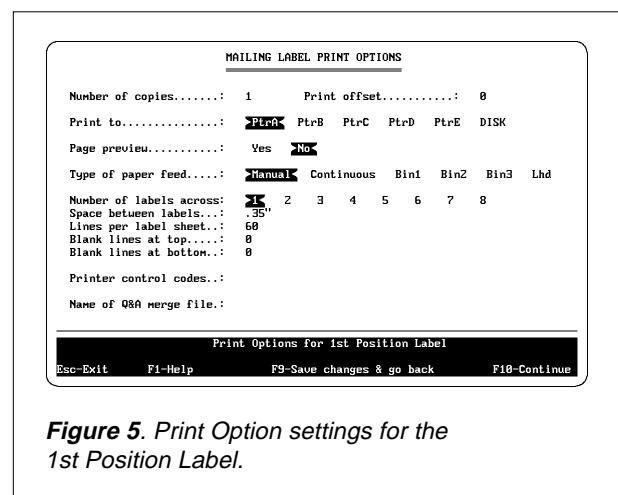 MAILING LABEL PRINT OPTIONS
Number of copies.......: 1 Print offset...........: 0
Print to...............: PtrA PtrB PtrC PtrD PtrE DISK
Page preview...........: Yes No
Type of paper feed.....: Manual Continuous Bin1 Bin2 Bin3 Lhd
Number of labels across: 1 2 3 4 5 6 7 8
Space between labels...: .35"
Lines per label sheet..: 60
Blank lines at top.....: 0
Blank lines at bottom..: 0
Printer control codes..:
Name of Q&A merge file.:
Print Options for 1st Position Label
Esc-Exit F1-Help F9-Save changes & go back F10-Continue
Figure 5. Print Option settings for the
1st Position Label.